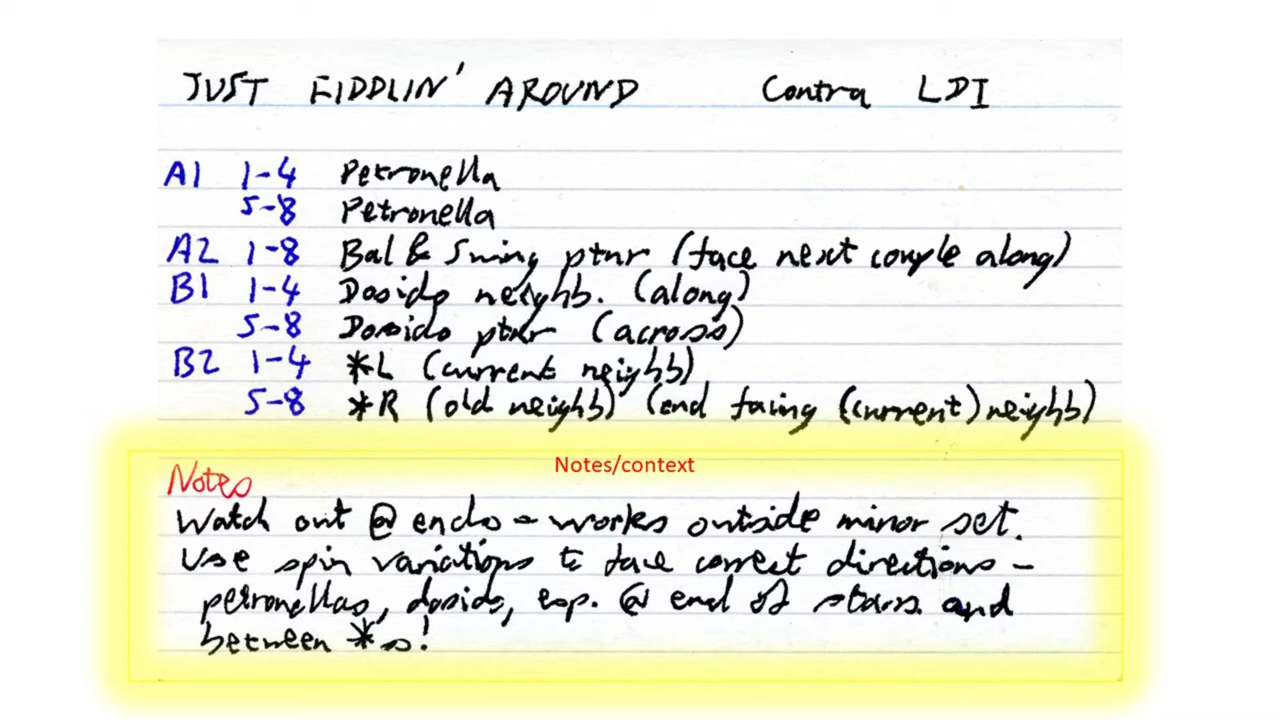 JUST FIDDLIN' AROUND Contra LDI
A1 1-4 Petronella
5-8 Petronella
A2 1-8 Bal & Swing ptnr (face next couple along)
B1 1-4 Dosido neighb. (along)
5-8 Dosido ptnr (across)
B2 1-4 *L (current neighb)
5-8 *R (old neighb) (end facing (current) neighb)
Notes/context
Notes
Watch out @ ends - works outside minor set.
Use spin variations to face correct directions -
petronellas, dosido, esp. @ end of stars and
between *s!